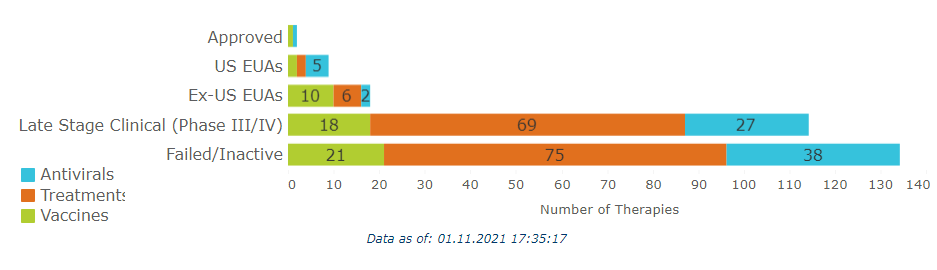 Approved
US EUAs 5
Ex-US EUAs 10 6 2
Late Stage Clinical (Phase III/IV) 18 69 27
Failed/Inactive 21 75 38
Antivirals
Treatments
Vaccines
0 10 20 30 40 50 60 70 80 90 100 110 120 130 140
Number of Therapies
Data as of: 01.11.2021 17:35:17